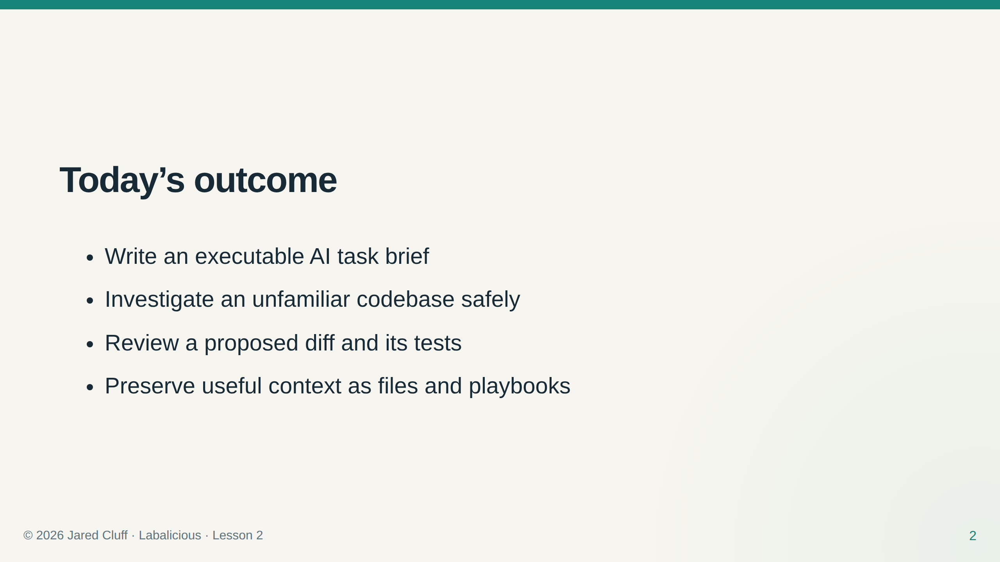 Today’s outcome
• Write an executable AI task brief
• Investigate an unfamiliar codebase safely
• Review a proposed diff and its tests
• Preserve useful context as files and playbooks
© 2026 Jared Cluff · Labalicious · Lesson 2
2